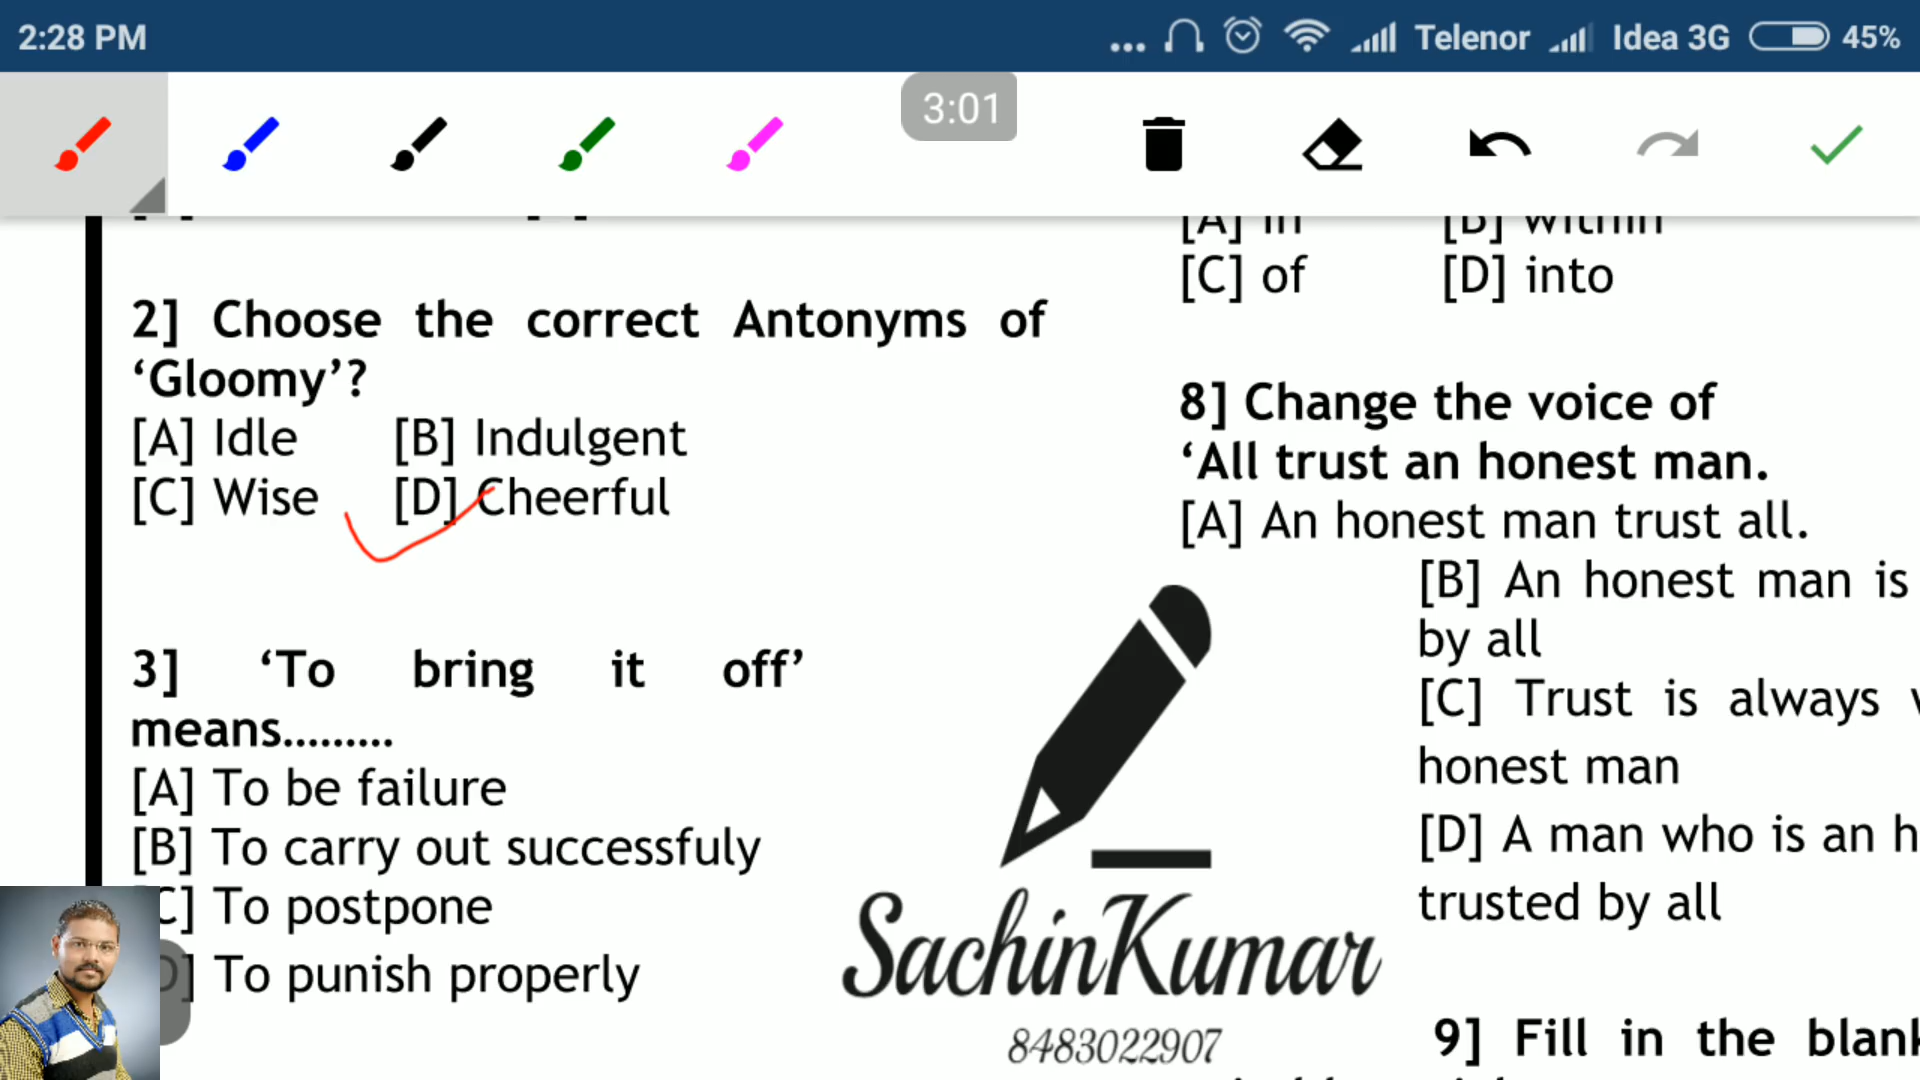 2:28 PM
... Telenor Idea 3G 45%
3:01
2] Choose the correct Antonyms of
‘Gloomy’?
[A] Idle [B] Indulgent
[C] Wise [D] Cheerful
3] ‘To bring it off’
means.........
[A] To be failure
[B] To carry out successfuly
C] To postpone
D] To punish properly
[A] in [B] within
[C] of [D] into
8] Change the voice of
‘All trust an honest man.
[A] An honest man trust all.
[B] An honest man is
by all
[C] Trust is always
honest man
[D] A man who is an h
trusted by all
9] Fill in the blank
SachinKumar
8483022907